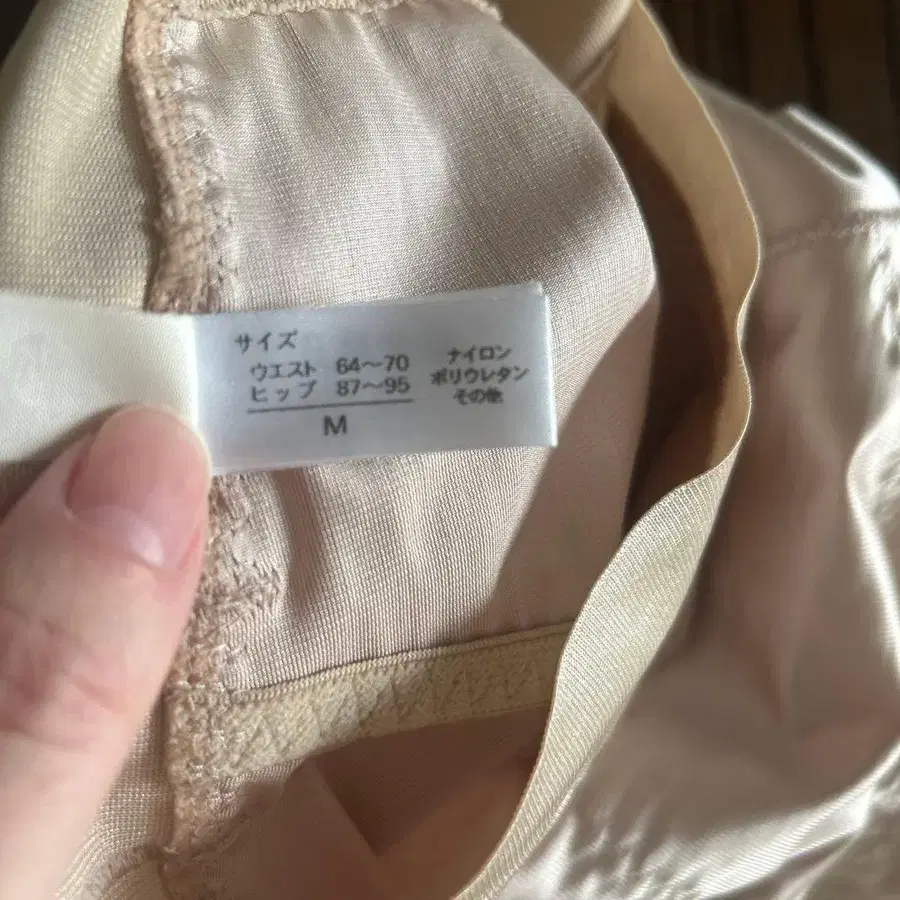 サイズ
ウエスト 64～70
ヒップ 87～95
M
ナイロン
ポリウレタン
その他